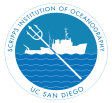 SCRIPPS INSTITUTION OF OCEANOGRAPHY
UC SAN DIEGO